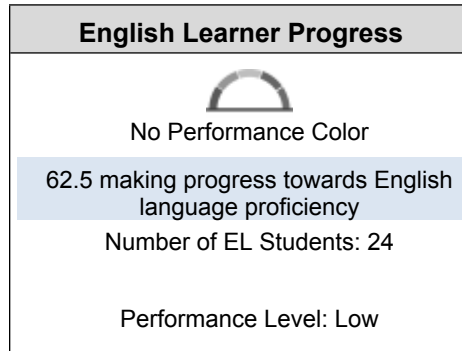 English Learner Progress
No Performance Color
62.5 making progress towards English
language proficiency
Number of EL Students: 24
Performance Level: Low